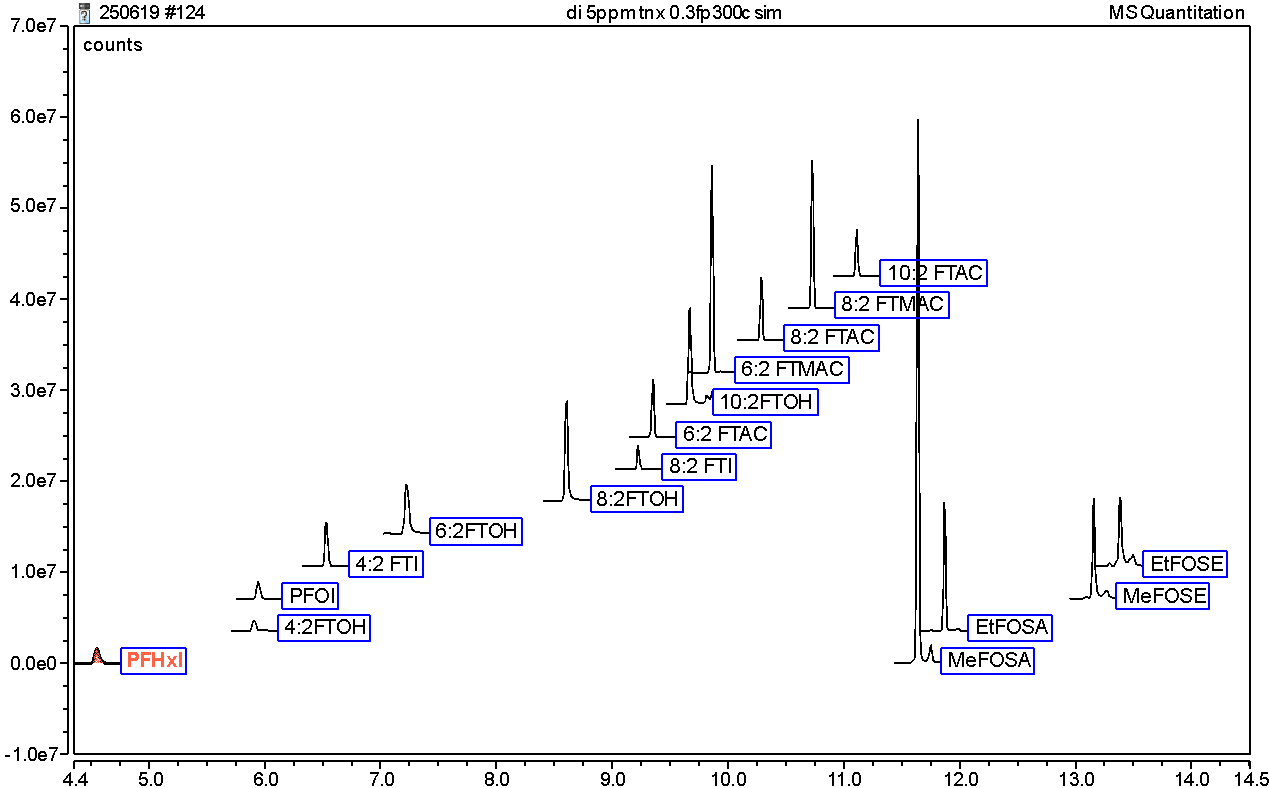 250619 #124 di 5ppm tnx 0.3fp300c sim MS Quantitation
7.0e7
counts
6.0e7
5.0e7
10:2 FTAC
4.0e7
8:2 FTMAC
8:2 FTAC
6:2 FTMAC
3.0e7
10:2FTOH
6:2 FTAC
8:2 FTI
2.0e7
8:2FTOH
6:2FTOH
1.0e7
4:2 FTI
EtFOSE
PFOI
MeFOSE
4:2FTOH
EtFOSA
0.0e0
PFHxI
MeFOSA
-1.0e7
4.4 5.0 6.0 7.0 8.0 9.0 10.0 11.0 12.0 13.0 14.0 14.5